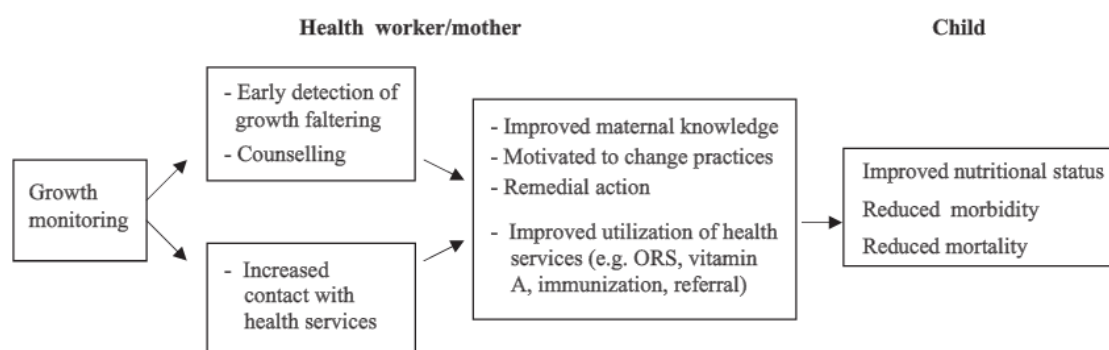 Health worker/mother
Child
Growth
monitoring
- Early detection of
growth faltering
- Counselling
- Increased
contact with
health services
- Improved maternal knowledge
- Motivated to change practices
- Remedial action
- Improved utilization of health
services (e.g. ORS, vitamin
A, immunization, referral)
Improved nutritional status
Reduced morbidity
Reduced mortality